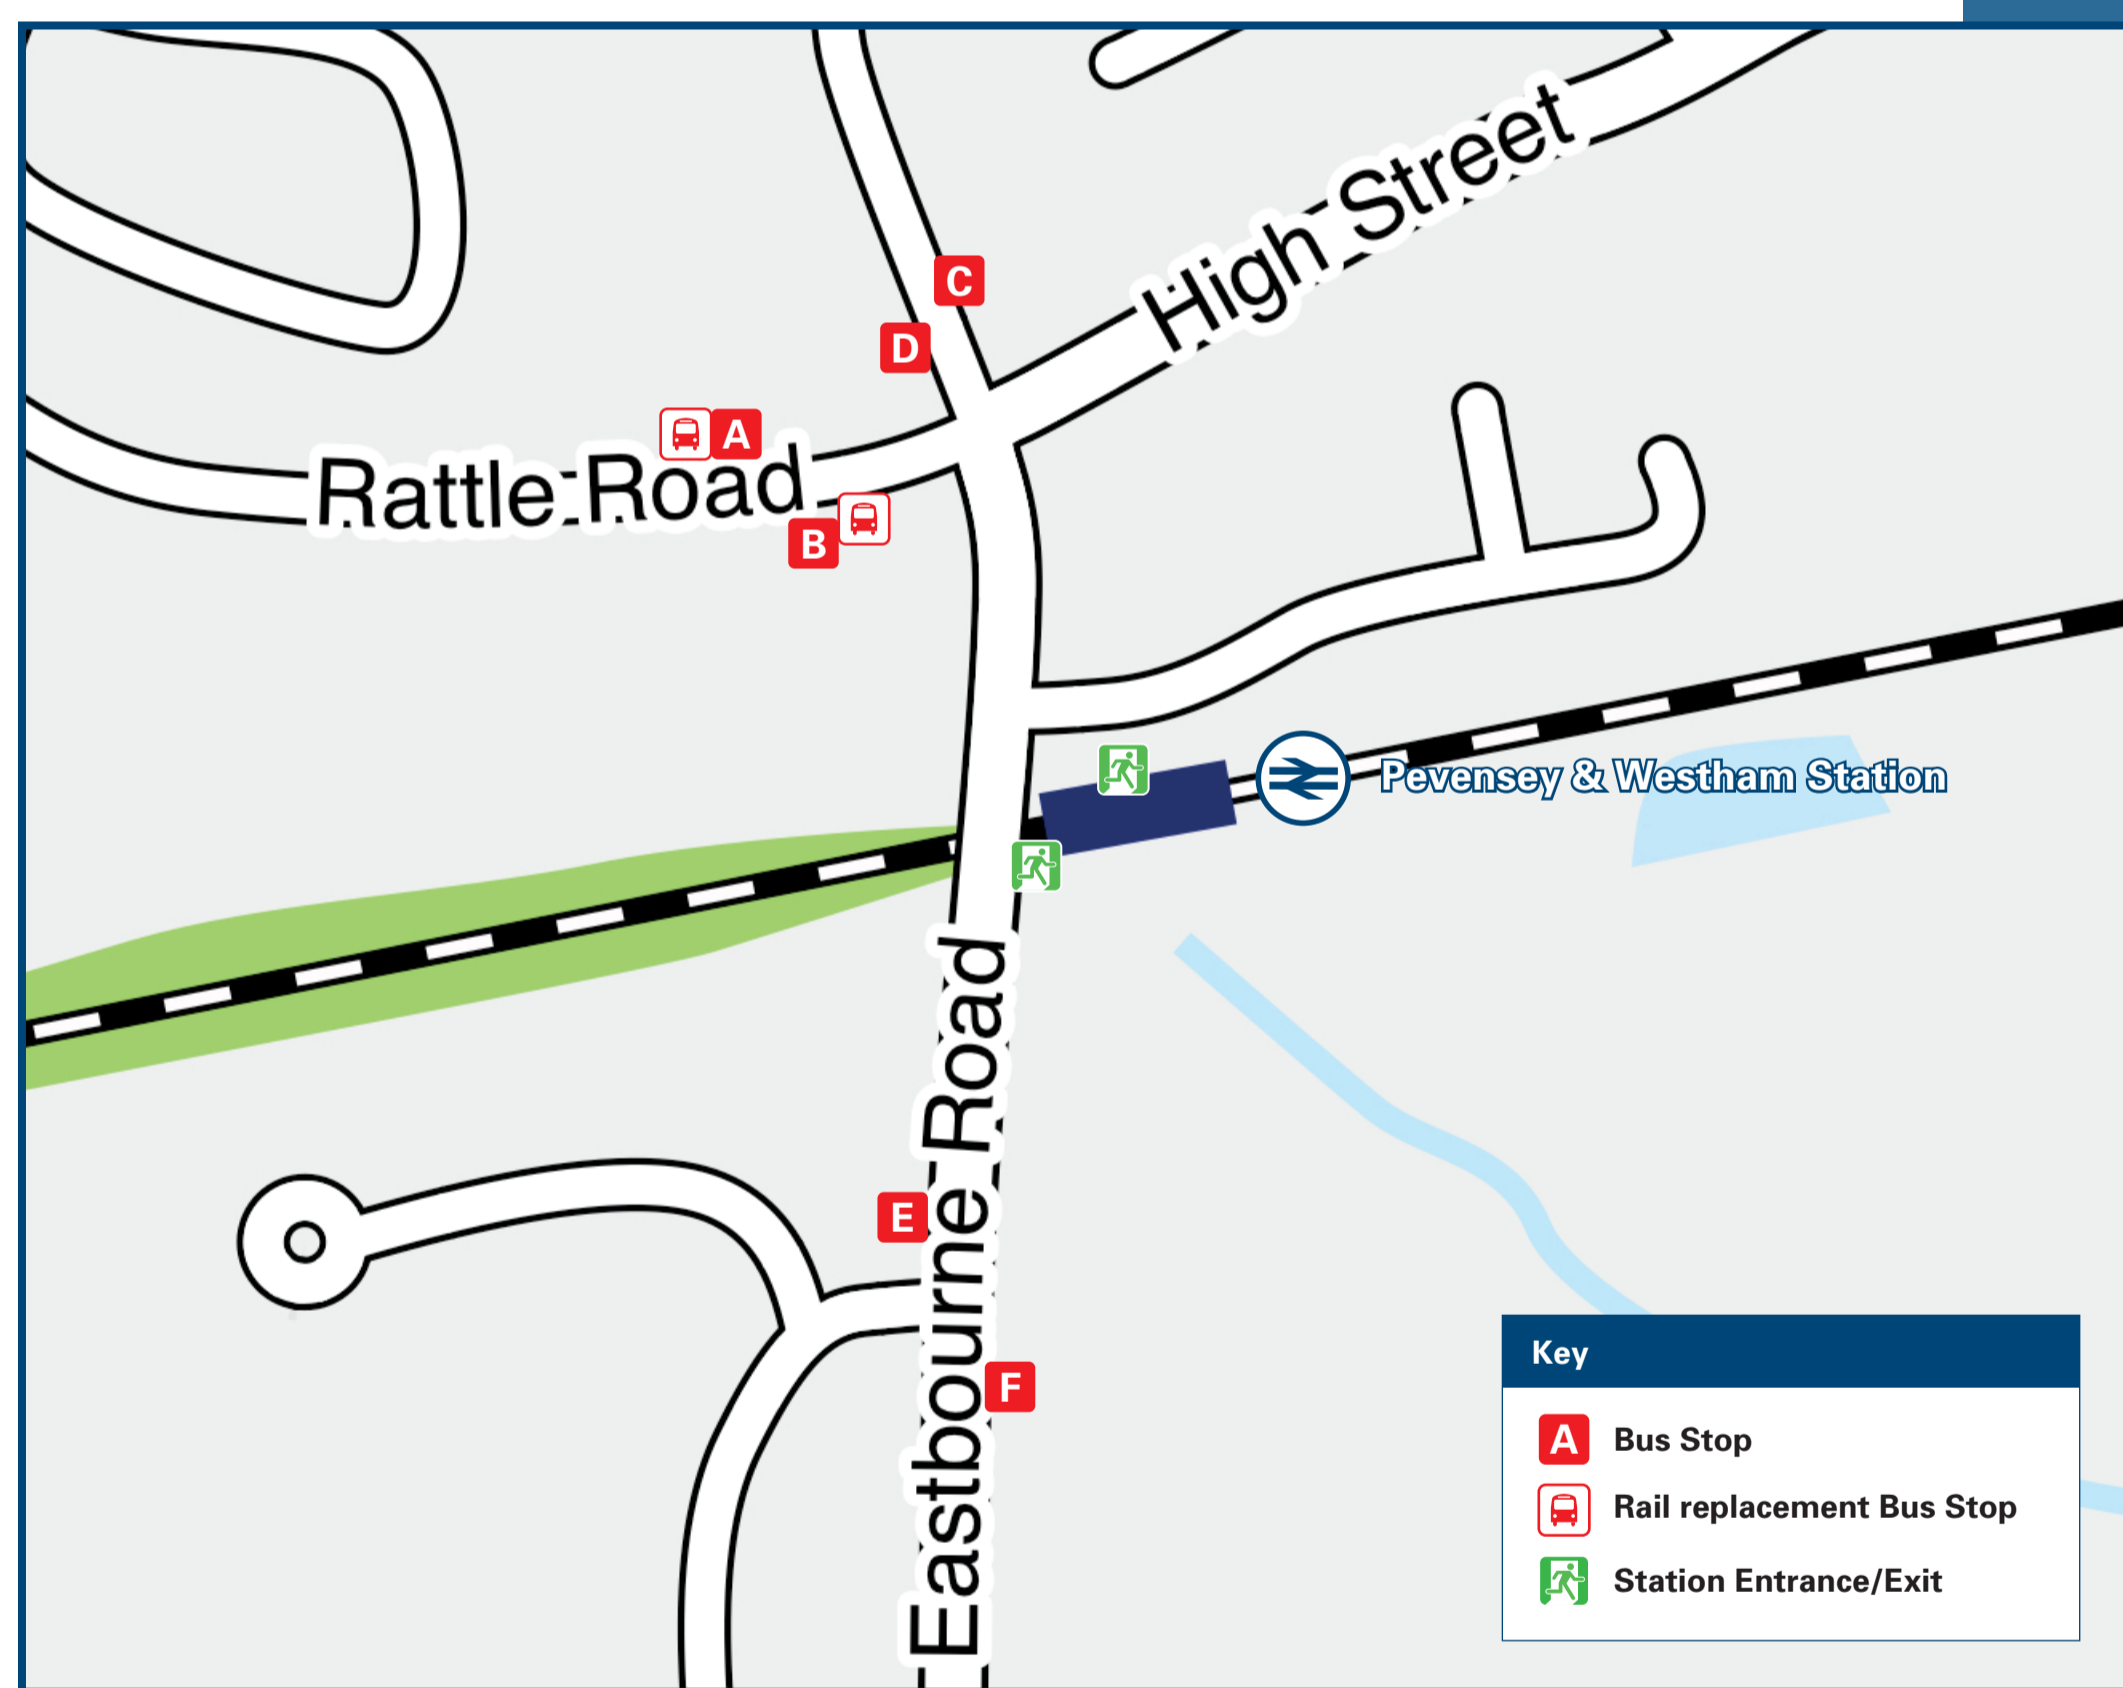 High Street
C
D
A
Rattle Road
B
Pevensey & Westham Station
Eastbourne Road
E
F
Key
A Bus Stop
Rail replacement Bus Stop
Station Entrance/Exit